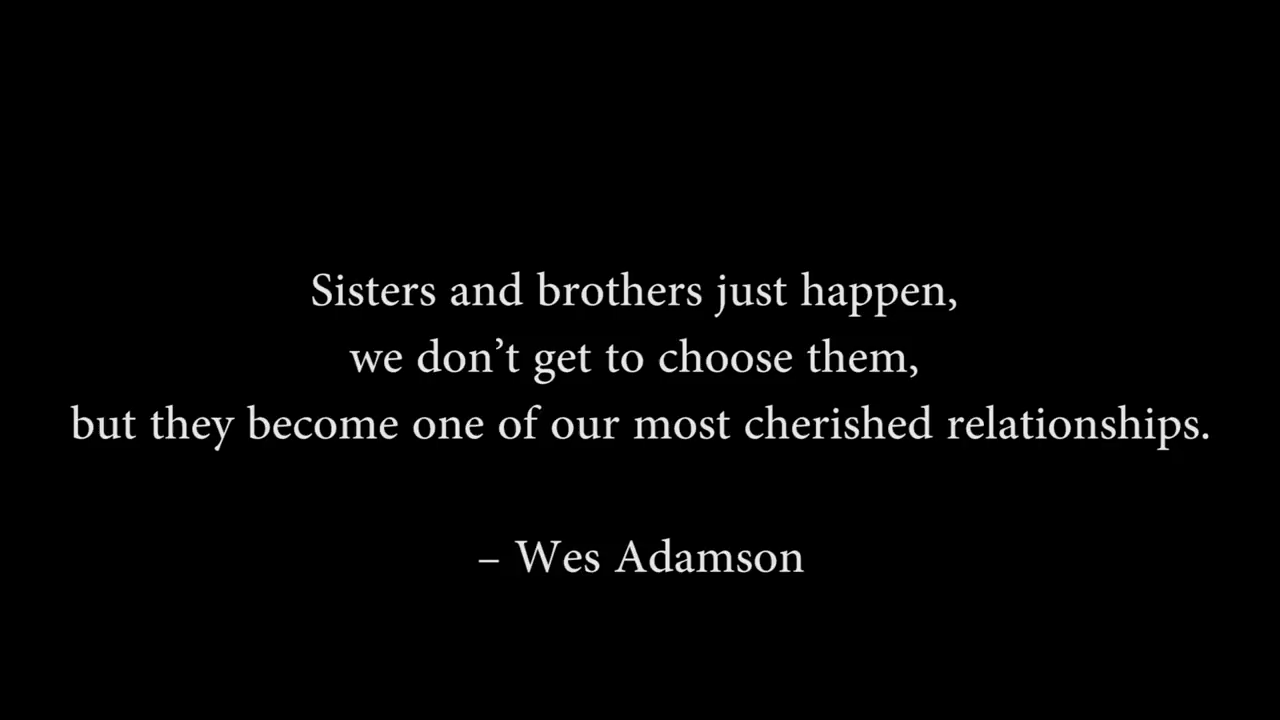 Sisters and brothers just happen,
we don’t get to choose them,
but they become one of our most cherished relationships.
– Wes Adamson